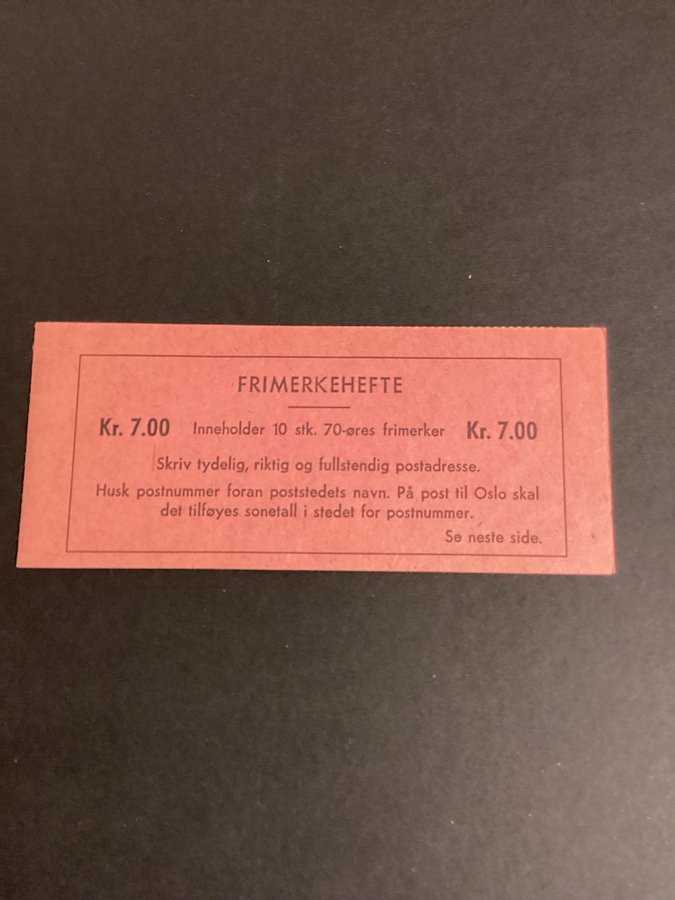 FRIMERKEHEFTE
Kr. 7.00 Inneholder 10 stk. 70-øres frimerker Kr. 7.00
Skriv tydelig, riktig og fullstendig postadresse.
Husk postnummer foran poststedets navn. På post til Oslo skal
det tilføyes sonetall i stedet for postnummer.
Se neste side.